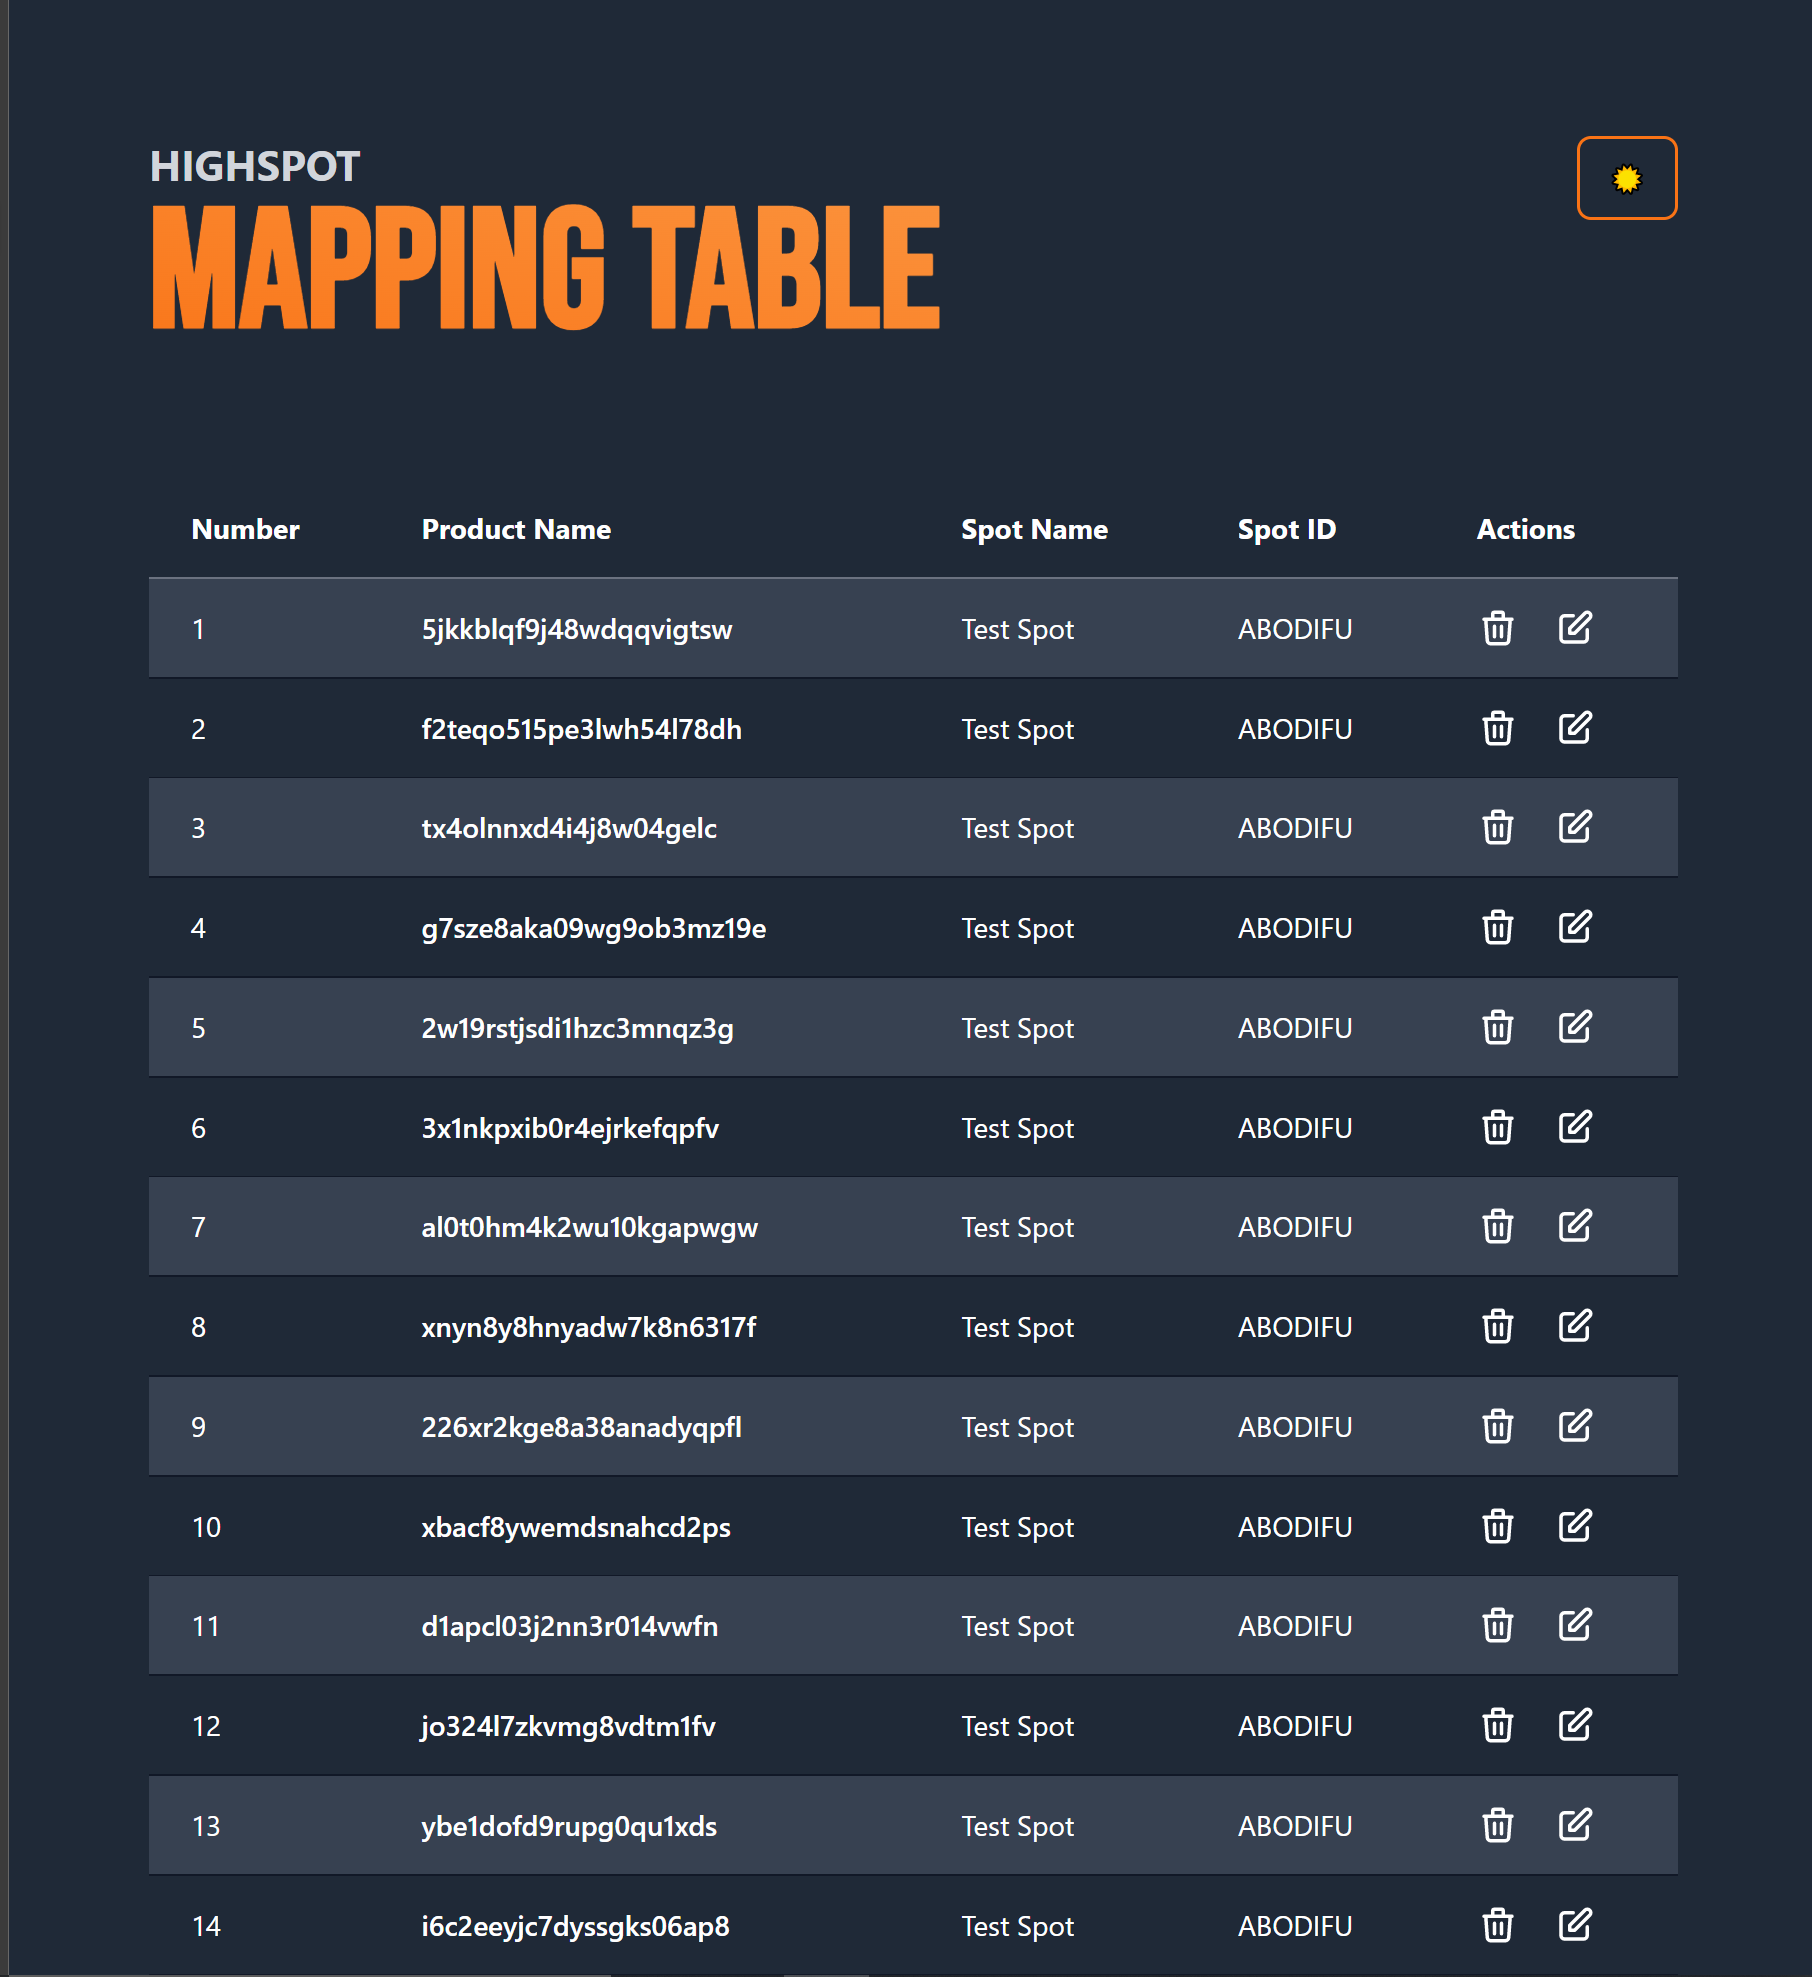 HIGHSPOT
MAPPING TABLE
Number Product Name Spot Name Spot ID Actions
1 5jkkblqf9j48wdqqvigtsw Test Spot ABODIFU
2 f2teqo515pe3lwh54l78dh Test Spot ABODIFU
3 tx4olnnxd4i4j8w04gelc Test Spot ABODIFU
4 g7sze8aka09wg9ob3mz19e Test Spot ABODIFU
5 2w19rstjsdi1hzc3mnqz3g Test Spot ABODIFU
6 3x1nkpxib0r4ejrkefqpfv Test Spot ABODIFU
7 al0t0hm4k2wu10kgapwgw Test Spot ABODIFU
8 xnyn8y8hnyadw7k8n6317f Test Spot ABODIFU
9 226xr2kge8a38anadyqpfl Test Spot ABODIFU
10 xbacf8ywemdsnahcd2ps Test Spot ABODIFU
11 d1apcl03j2nn3r014vwfn Test Spot ABODIFU
12 jo324l7zkvmg8vdtm1fv Test Spot ABODIFU
13 ybe1dofd9rupg0qu1xds Test Spot ABODIFU
14 i6c2eeyjc7dyssgks06ap8 Test Spot ABODIFU